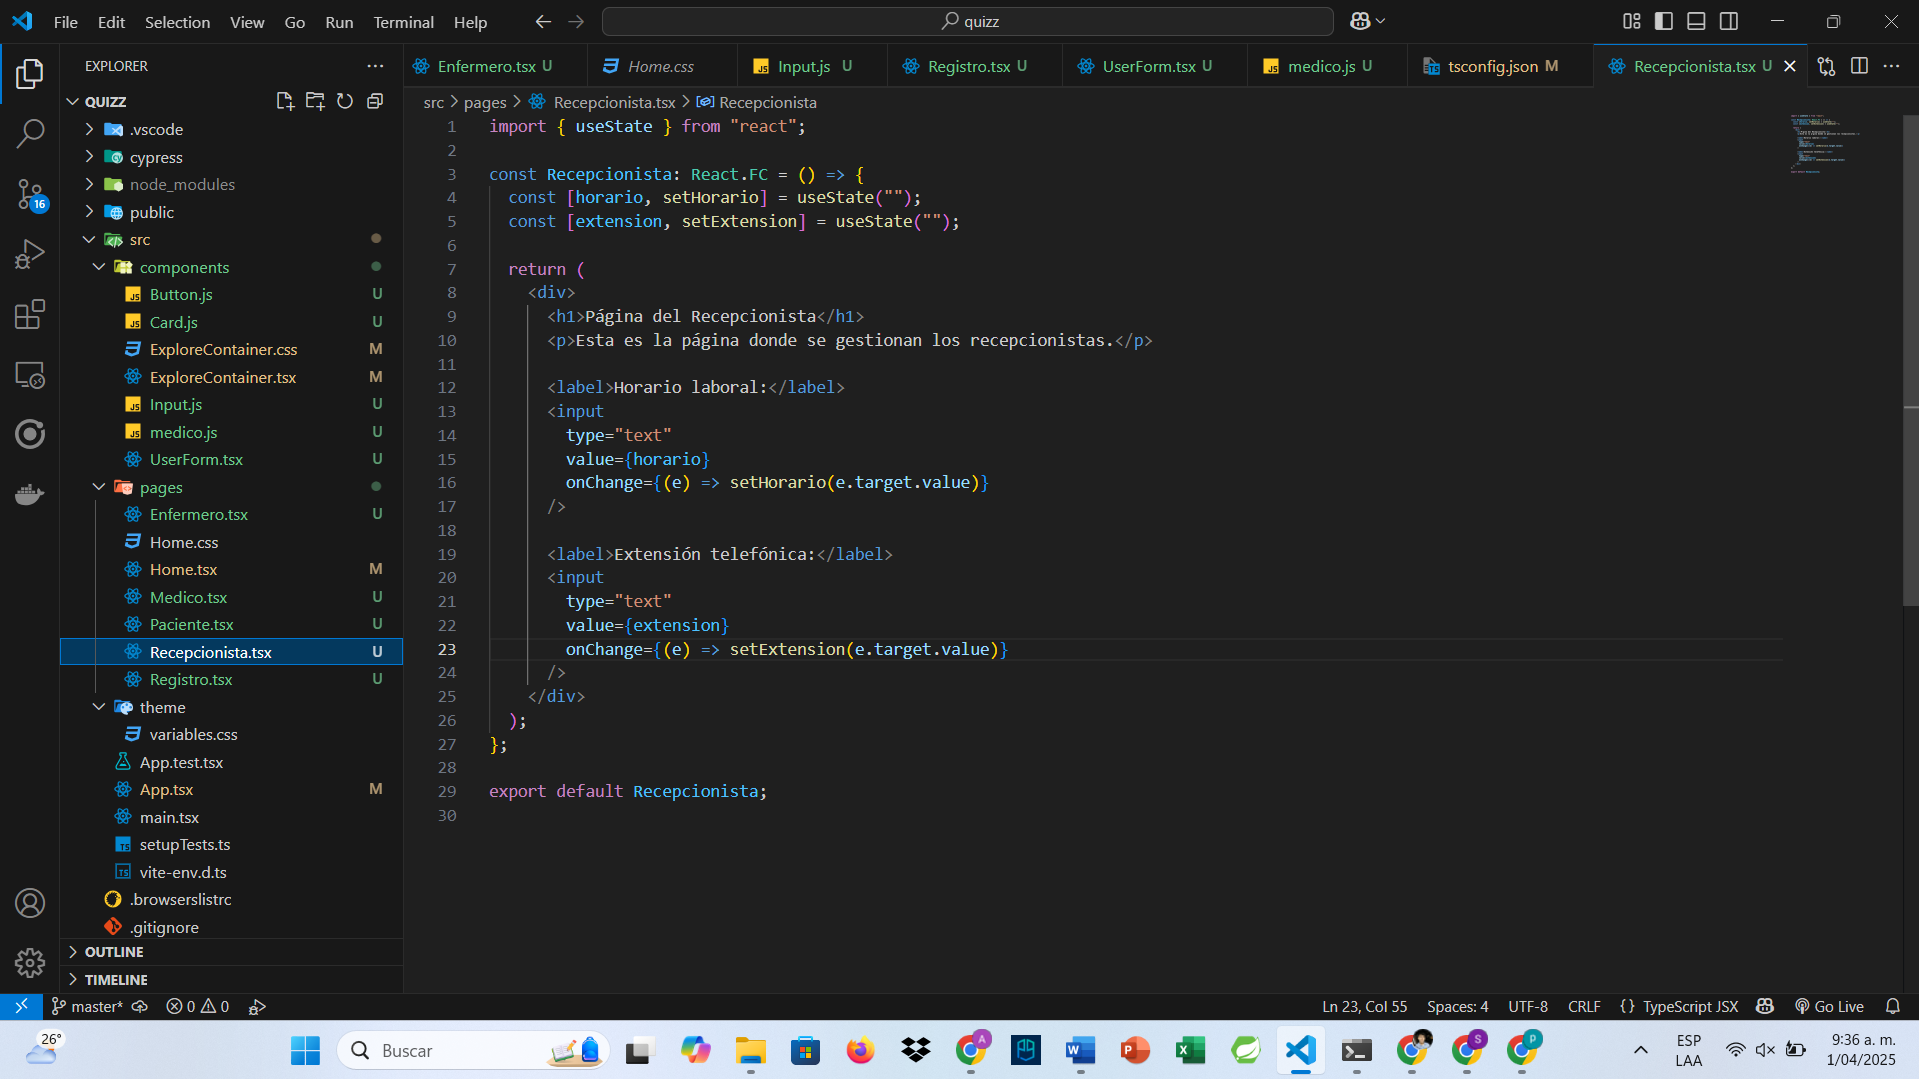 File Edit Selection View Go Run Terminal Help quizz
EXPLORER
QUIZZ
.vscode
cypress
node_modules
public
src
components
Button.js U
Card.js U
ExploreContainer.css M
ExploreContainer.tsx M
Input.js U
medico.js U
UserForm.tsx U
pages
Enfermero.tsx U
Home.css
Home.tsx M
Medico.tsx U
Paciente.tsx U
Recepcionista.tsx U
Registro.tsx U
theme
variables.css
App.test.tsx
App.tsx M
main.tsx
setupTests.ts
vite-env.d.ts
.browserslistrc
.gitignore
OUTLINE
TIMELINE
16
Enfermero.tsx U Home.css Input.js U Registro.tsx U UserForm.tsx U medico.js U tsconfig.json M Recepcionista.tsx U
src > pages > Recepcionista.tsx > Recepcionista
1 import { useState } from "react";
2
3 const Recepcionista: React.FC = () => {
4 const [horario, setHorario] = useState("");
5 const [extension, setExtension] = useState("");
6
7 return (
8 <div>
9 <h1>Página del Recepcionista</h1>
10 <p>Esta es la página donde se gestionan los recepcionistas.</p>
11
12 <label>Horario laboral:</label>
13 <input
14 type="text"
15 value={horario}
16 onChange={(e) => setHorario(e.target.value)}
17 />
18
19 <label>Extensión telefónica:</label>
20 <input
21 type="text"
22 value={extension}
23 onChange={(e) => setExtension(e.target.value)}
24 />
25 </div>
26 );
27 };
28
29 export default Recepcionista;
30
master* 0 0 Ln 23, Col 55 Spaces: 4 UTF-8 CRLF {} TypeScript JSX Go Live
26° Buscar ESP LAA 9:36 a. m. 1/04/2025